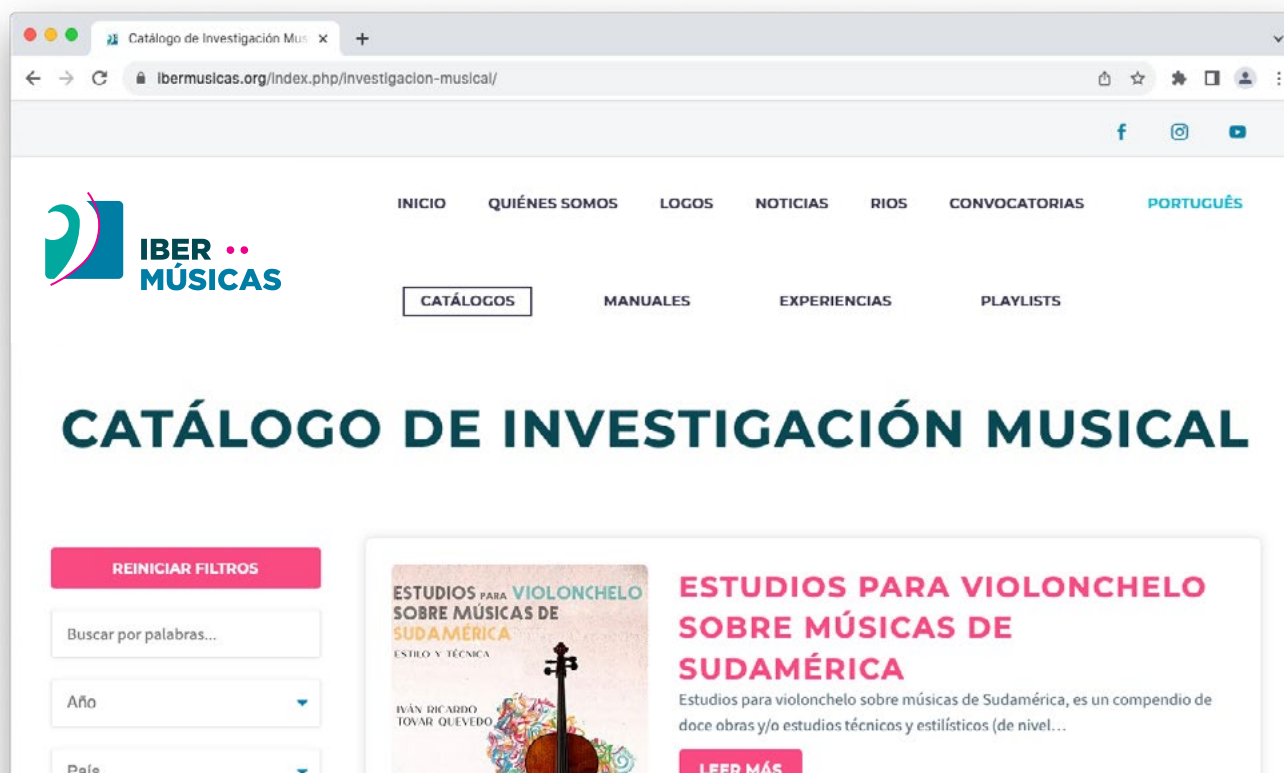 Catálogo de Investigación Mus
ibermusicas.org/index.php/investigacion-musical/
IBER
MÚSICAS
INICIO QUIÉNES SOMOS LOGOS NOTICIAS RIOS CONVOCATORIAS PORTUGUÊS
CATÁLOGOS MANUALES EXPERIENCIAS PLAYLISTS
CATÁLOGO DE INVESTIGACIÓN MUSICAL
REINICIAR FILTROS
Buscar por palabras...
Año
País
ESTUDIOS PARA VIOLONCHELO
SOBRE MÚSICAS DE
SUDAMÉRICA
ESTILO Y TÉCNICA
IVÁN RICARDO
TOVAR QUEVEDO
ESTUDIOS PARA VIOLONCHELO
SOBRE MÚSICAS DE
SUDAMÉRICA
Estudios para violonchelo sobre músicas de Sudamérica, es un compendio de
doce obras y/o estudios técnicos y estilísticos (de nivel…
LEER MÁS